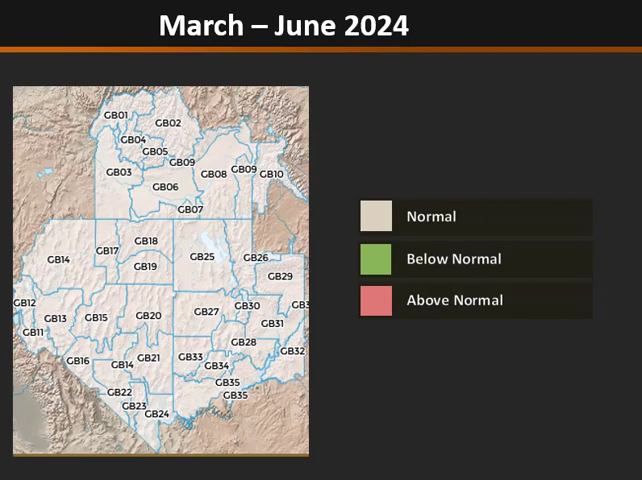 March – June 2024
GB01
GB02
GB04
GB05
GB09
GB03
GB08
GB09
GB10
GB06
GB07
GB18
GB17
GB14
GB25
GB26
GB19
GB29
GB12
GB30
GB3
GB13
GB15
GB20
GB27
GB31
GB11
GB28
GB32
GB16
GB21
GB33
GB14
GB34
GB35
GB22
GB35
GB23
GB24
Normal
Below Normal
Above Normal